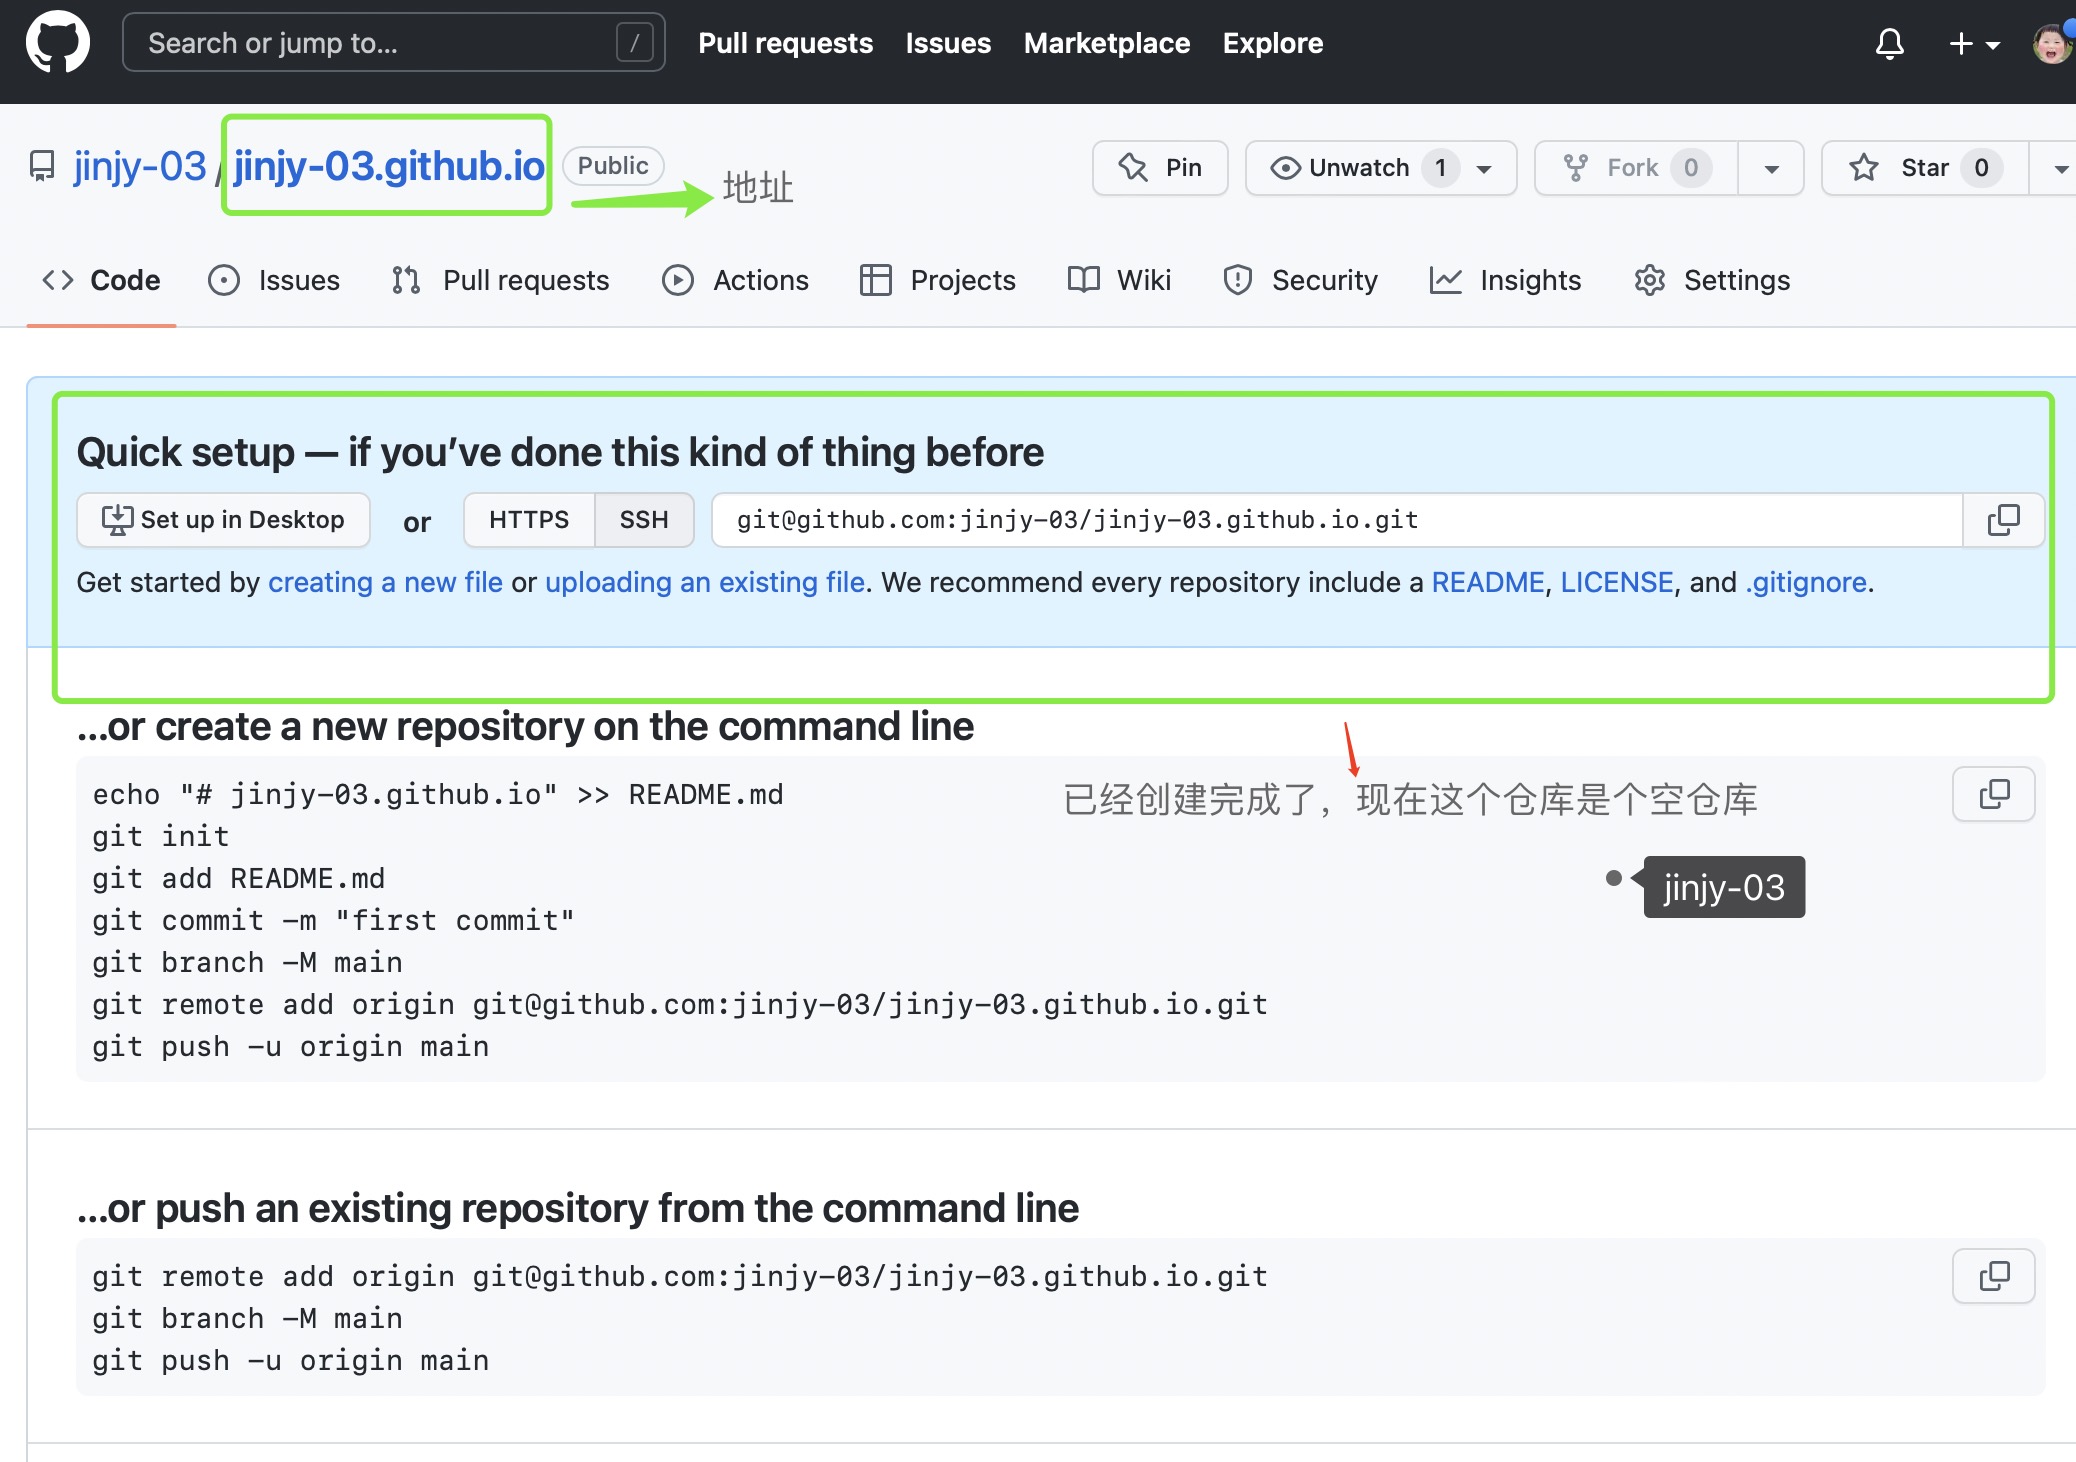 Search or jump to... /
Pull requests Issues Marketplace Explore
jinjy-03 / jinjy-03.github.io Public
地址
Pin Unwatch 1 Fork 0 Star 0
Code Issues Pull requests Actions Projects Wiki Security Insights Settings
Quick setup — if you’ve done this kind of thing before
Set up in Desktop or HTTPS SSH git@github.com:jinjy-03/jinjy-03.github.io.git
Get started by creating a new file or uploading an existing file. We recommend every repository include a README, LICENSE, and .gitignore.
…or create a new repository on the command line
echo "# jinjy-03.github.io" >> README.md
git init
git add README.md
git commit -m "first commit"
git branch -M main
git remote add origin git@github.com:jinjy-03/jinjy-03.github.io.git
git push -u origin main
已经创建完成了，现在这个仓库是个空仓库
jinjy-03
…or push an existing repository from the command line
git remote add origin git@github.com:jinjy-03/jinjy-03.github.io.git
git branch -M main
git push -u origin main